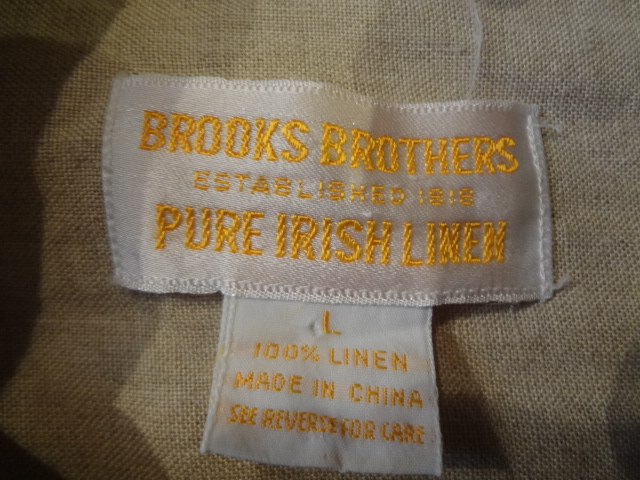 BROOKS BROTHERS
ESTABLISHED 1818
PURE IRISH LINEN
L
100% LINEN
MADE IN CHINA
SEE REVERSE FOR CARE